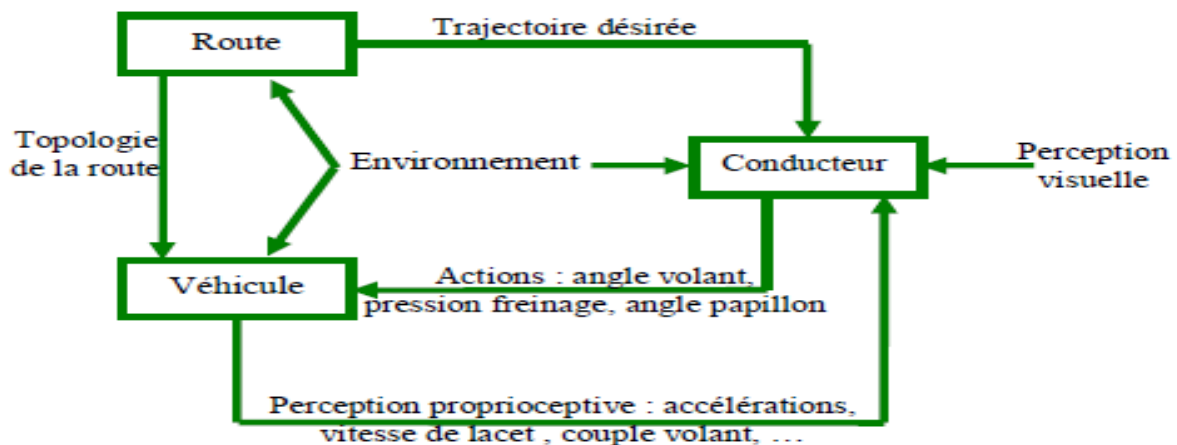 Trajectoire désirée
Route
Topologie
de la route
Environnement
Conducteur
Perception
visuelle
Véhicule
Actions : angle volant,
pression freinage, angle papillon
Perception proprioceptive : accélérations,
vitesse de lacet , couple volant, …